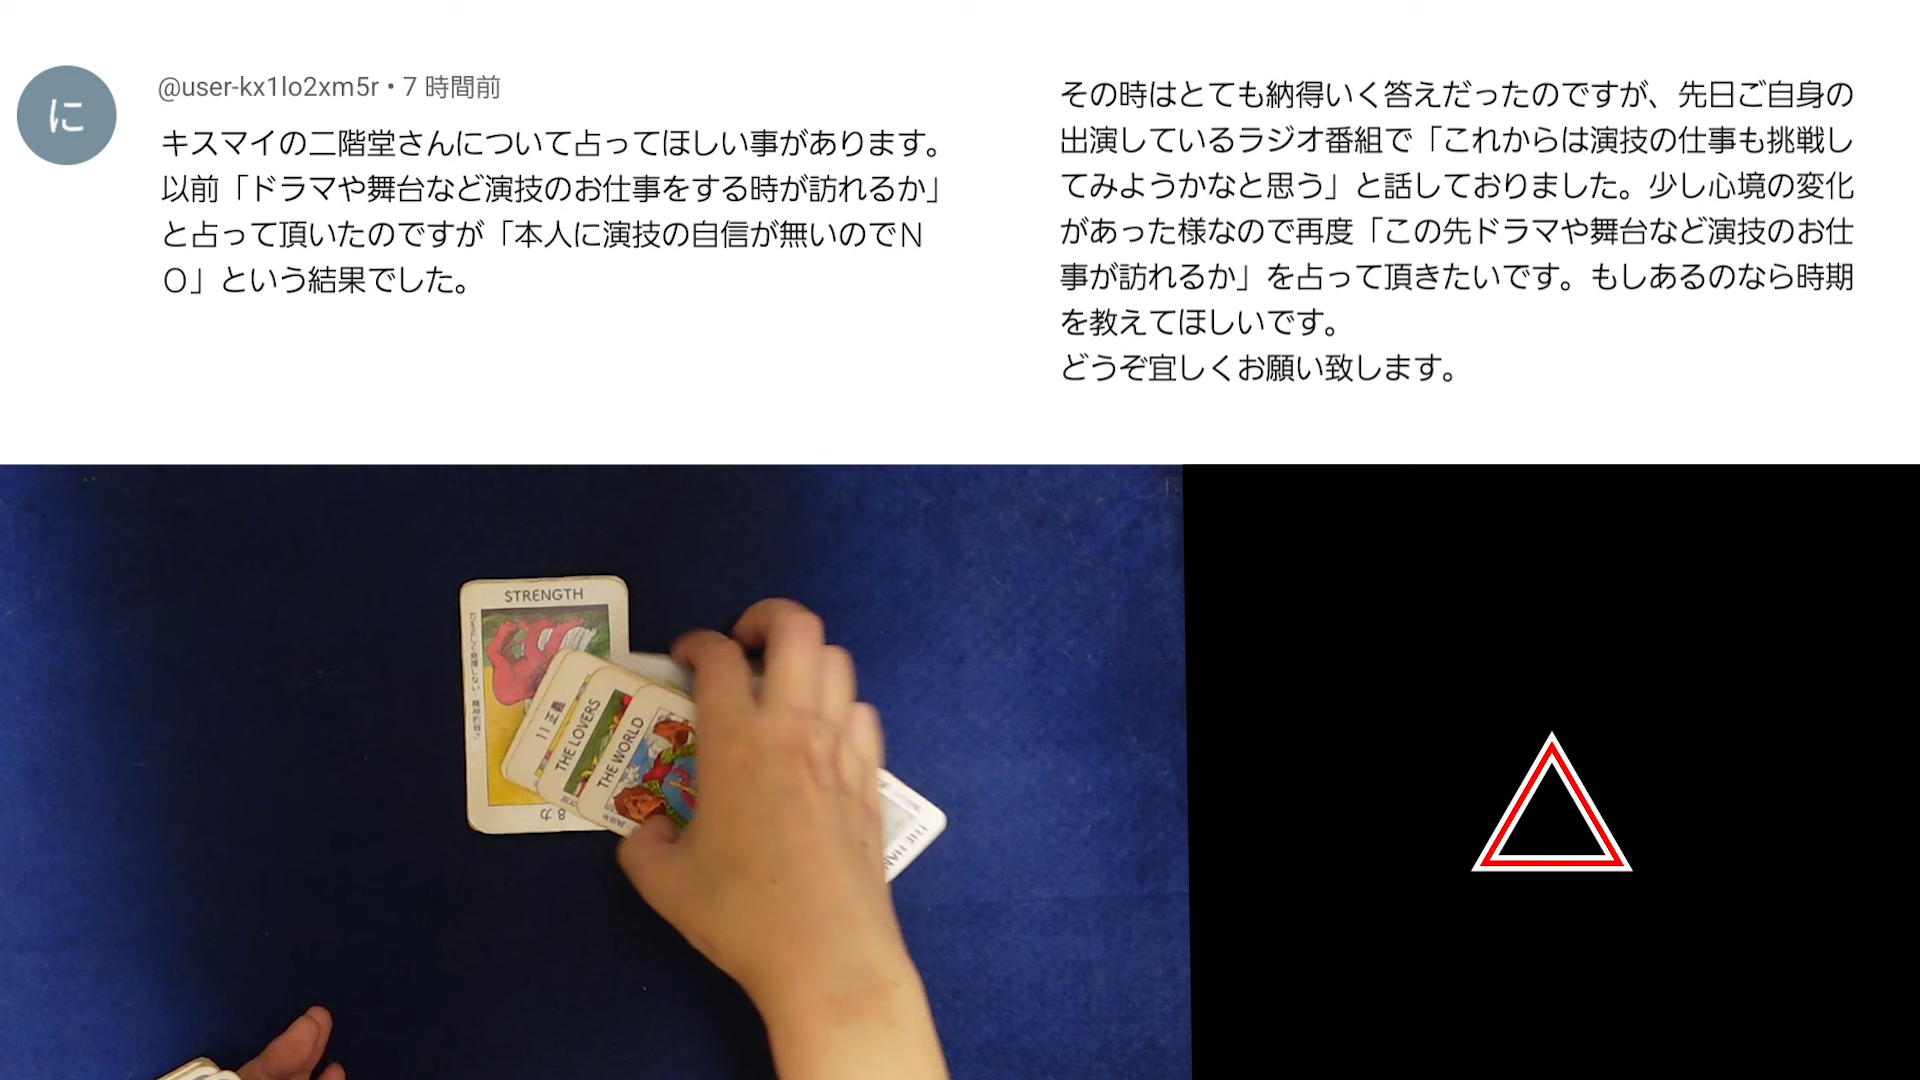 に
@user-kx1lo2xm5r • 7 時間前
キスマイの二階堂さんについて占ってほしい事があります。
以前「ドラマや舞台など演技のお仕事をする時が訪れるか」
と占って頂いたのですが「本人に演技の自信が無いのでＮ
Ｏ」という結果でした。
その時はとても納得いく答えだったのですが、先日ご自身の
出演しているラジオ番組で「これからは演技の仕事も挑戦し
てみようかなと思う」と話しておりました。少し心境の変化
があった様なので再度「この先ドラマや舞台など演技のお仕
事が訪れるか」を占って頂きたいです。もしあるのなら時期
を教えてほしいです。
どうぞ宜しくお願い致します。
STRENGTH
8 力
11 正義
THE LOVERS
THE WORLD
THE HAN